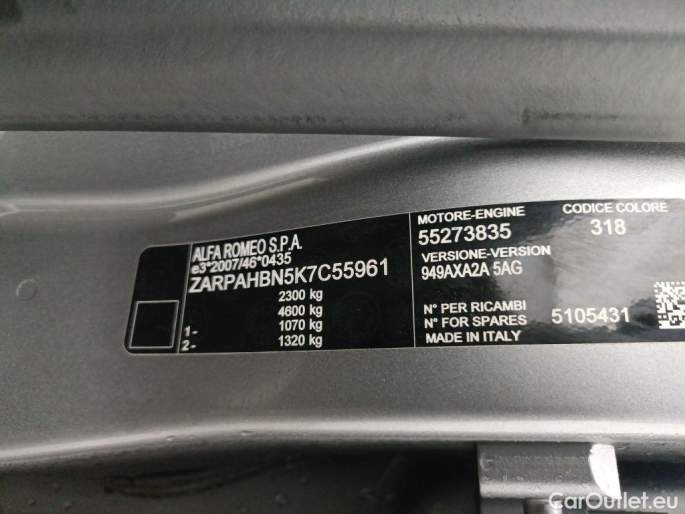 ALFA ROMEO S.P.A.
e3*2007/46*0435
ZARPAHBN5K7C55961
2300 kg
4600 kg
1- 1070 kg
2- 1320 kg
MOTORE-ENGINE
55273835
CODICE COLORE
318
VERSIONE-VERSION
949AXA2A 5AG
N° PER RICAMBI
N° FOR SPARES 5105431
MADE IN ITALY
CarOutlet.eu